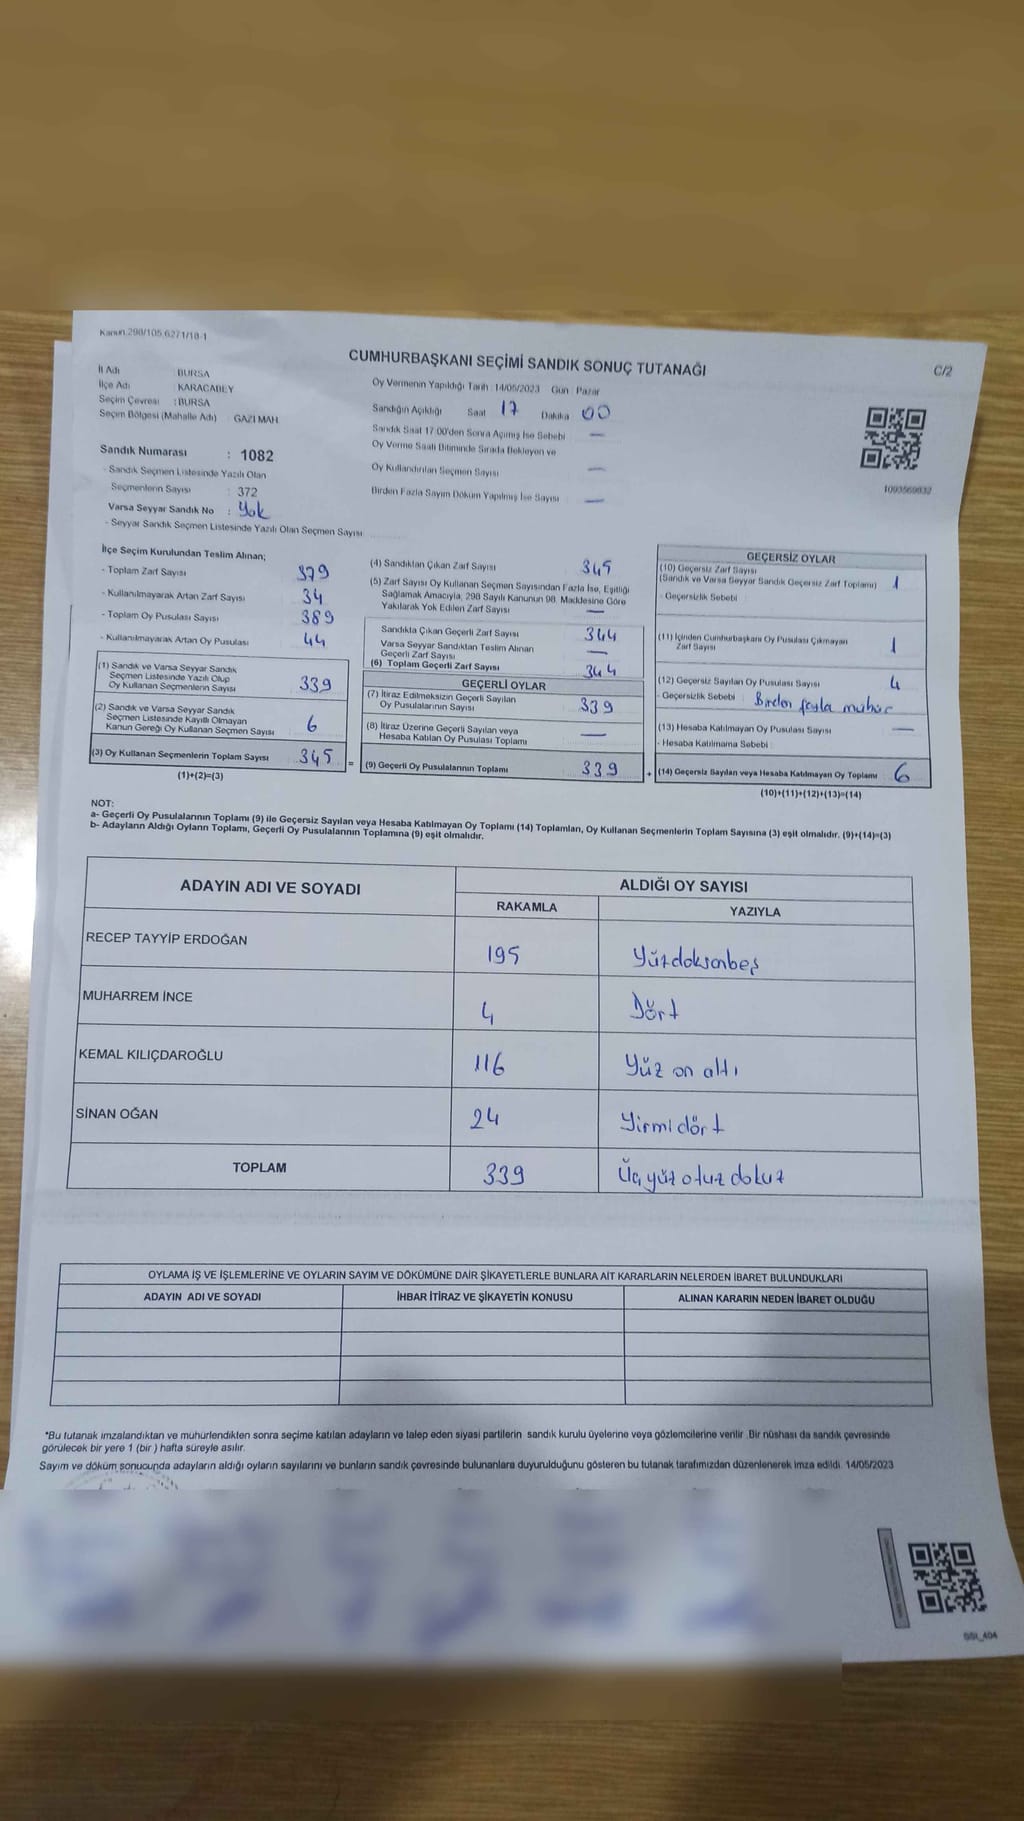 Kanun.298/105,6271/18-1
CUMHURBAŞKANI SEÇİMİ SANDIK SONUÇ TUTANAĞI
C/2
İl Adı : BURSA
İlçe Adı : KARACABEY
Seçim Çevresi : BURSA
Seçim Bölgesi (Mahalle Adı) GAZİ MAH
Sandık Numarası : 1082
- Sandık Seçmen Listesinde Yazılı Olan
Seçmenlerin Sayısı : 372
Varsa Seyyar Sandık No : Yok
- Seyyar Sandık Seçmen Listesinde Yazılı Olan Seçmen Sayısı
Oy Vermenin Yapıldığı Tarih 14/05/2023 Gün Pazar
Sandığın Açıldığı Saat 17 Dakika 00
Sandık Saat 17.00'den Sonra Açılmış İse Sebebi —
Oy Verme Saati Bitiminde Sırada Bekleyen ve
Oy Kullandırılan Seçmen Sayısı —
Birden Fazla Sayım Döküm Yapılmış İse Sayısı —
1093569832
İlçe Seçim Kurulundan Teslim Alınan;
- Toplam Zarf Sayısı 379
- Kullanılmayarak Artan Zarf Sayısı 34
- Toplam Oy Pusulası Sayısı 389
- Kullanılmayarak Artan Oy Pusulası 44
(1) Sandık ve Varsa Seyyar Sandık
Seçmen Listesinde Yazılı Olup
Oy Kullanan Seçmenlerin Sayısı 339
(2) Sandık ve Varsa Seyyar Sandık
Seçmen Listesinde Kayıtlı Olmayan
Kanun Gereği Oy Kullanan Seçmen Sayısı 6
(3) Oy Kullanan Seçmenlerin Toplam Sayısı 345
(1)+(2)=(3)
(4) Sandıktan Çıkan Zarf Sayısı 345
(5) Zarf Sayısı Oy Kullanan Seçmen Sayısından Fazla İse, Eşitliği
Sağlamak Amacıyla, 298 Sayılı Kanunun 98. Maddesine Göre
Yakılarak Yok Edilen Zarf Sayısı —
Sandıkta Çıkan Geçerli Zarf Sayısı 344
Varsa Seyyar Sandıktan Teslim Alınan
Geçerli Zarf Sayısı —
(6) Toplam Geçerli Zarf Sayısı 344
GEÇERLİ OYLAR
(7) İtiraz Edilmeksizin Geçerli Sayılan
Oy Pusulalarının Sayısı 339
(8) İtiraz Üzerine Geçerli Sayılan veya
Hesaba Katılan Oy Pusulası Toplamı —
= (9) Geçerli Oy Pusulalarının Toplamı 339
GEÇERSİZ OYLAR
(10) Geçersiz Zarf Sayısı
(Sandık ve Varsa Seyyar Sandık Geçersiz Zarf Toplamı) 1
- Geçersizlik Sebebi
(11) İçinden Cumhurbaşkanı Oy Pusulası Çıkmayan
Zarf Sayısı 1
(12) Geçersiz Sayılan Oy Pusulası Sayısı 4
- Geçersizlik Sebebi Birden fazla mühür
(13) Hesaba Katılmayan Oy Pusulası Sayısı —
- Hesaba Katılmama Sebebi
+ (14) Geçersiz Sayılan veya Hesaba Katılmayan Oy Toplamı 6
(10)+(11)+(12)+(13)=(14)
NOT:
a- Geçerli Oy Pusulalarının Toplamı (9) ile Geçersiz Sayılan veya Hesaba Katılmayan Oy Toplamı (14) Toplamları, Oy Kullanan Seçmenlerin Toplam Sayısına (3) eşit olmalıdır. (9)+(14)=(3)
b- Adayların Aldığı Oyların Toplamı, Geçerli Oy Pusulalarının Toplamına (9) eşit olmalıdır.
ADAYIN ADI VE SOYADI ALDIĞI OY SAYISI
RAKAMLA YAZIYLA
RECEP TAYYİP ERDOĞAN 195 Yüzdoksanbeş
MUHARREM İNCE 4 Dört
KEMAL KILIÇDAROĞLU 116 Yüz on altı
SİNAN OĞAN 24 Yirmidört
TOPLAM 339 Üçyüz otuz dokuz
OYLAMA İŞ VE İŞLEMLERİNE VE OYLARIN SAYIM VE DÖKÜMÜNE DAİR ŞİKAYETLERLE BUNLARA AİT KARARLARIN NELERDEN İBARET BULUNDUKLARI
ADAYIN ADI VE SOYADI İHBAR İTİRAZ VE ŞİKAYETİN KONUSU ALINAN KARARIN NEDEN İBARET OLDUĞU
*Bu tutanak imzalandıktan ve mühürlendikten sonra seçime katılan adayların ve talep eden siyasi partilerin sandık kurulu üyelerine veya gözlemcilerine verilir. Bir nüshası da sandık çevresinde
görülecek bir yere 1 (bir) hafta süreyle asılır.
Sayım ve döküm sonucunda adayların aldığı oyların sayılarını ve bunların sandık çevresinde bulunanlara duyurulduğunu gösteren bu tutanak tarafımızdan düzenlenerek imza edildi. 14/05/2023